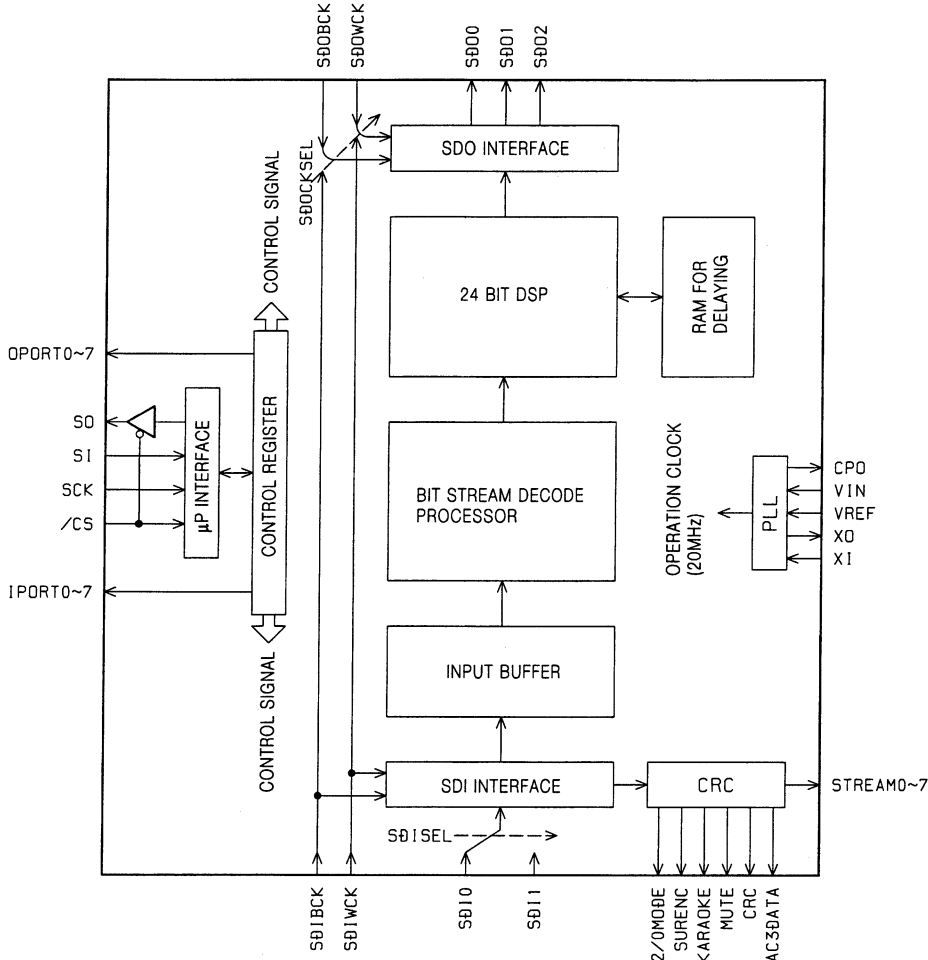 SDOBCK
SDOWCK
SDO0
SDO1
SDO2
SDOCKSEL
SDO INTERFACE
CONTROL SIGNAL
24 BIT DSP
RAM FOR
DELAYING
OPORT0~7
SO
SI
SCK
/CS
IPORT0~7
µP INTERFACE
CONTROL REGISTER
BIT STREAM DECODE
PROCESSOR
OPERATION CLOCK
(20MHz)
PLL
CPO
VIN
VREF
XO
XI
INPUT BUFFER
CONTROL SIGNAL
SDI INTERFACE
CRC
STREAM0~7
SDISEL
SDIBCK
SDIWCK
SDI0
SDI1
2/0MODE
SURENC
KARAOKE
MUTE
CRC
AC3DATA